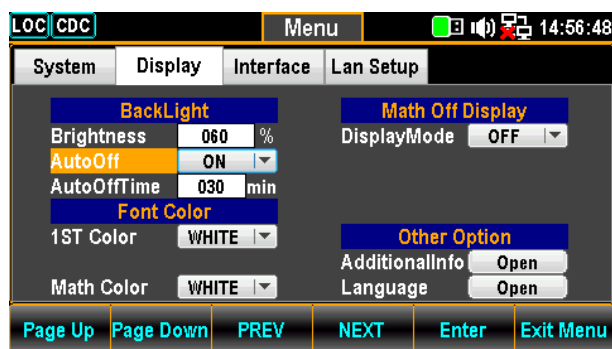 LOC CDC Menu 14:56:48
System Display Interface Lan Setup
BackLight Math Off Display
Brightness 060 % DisplayMode OFF
AutoOff ON
AutoOffTime 030 min
Font Color
1ST Color WHITE Other Option
AdditionalInfo Open
Math Color WHITE Language Open
Page Up Page Down PREV NEXT Enter Exit Menu